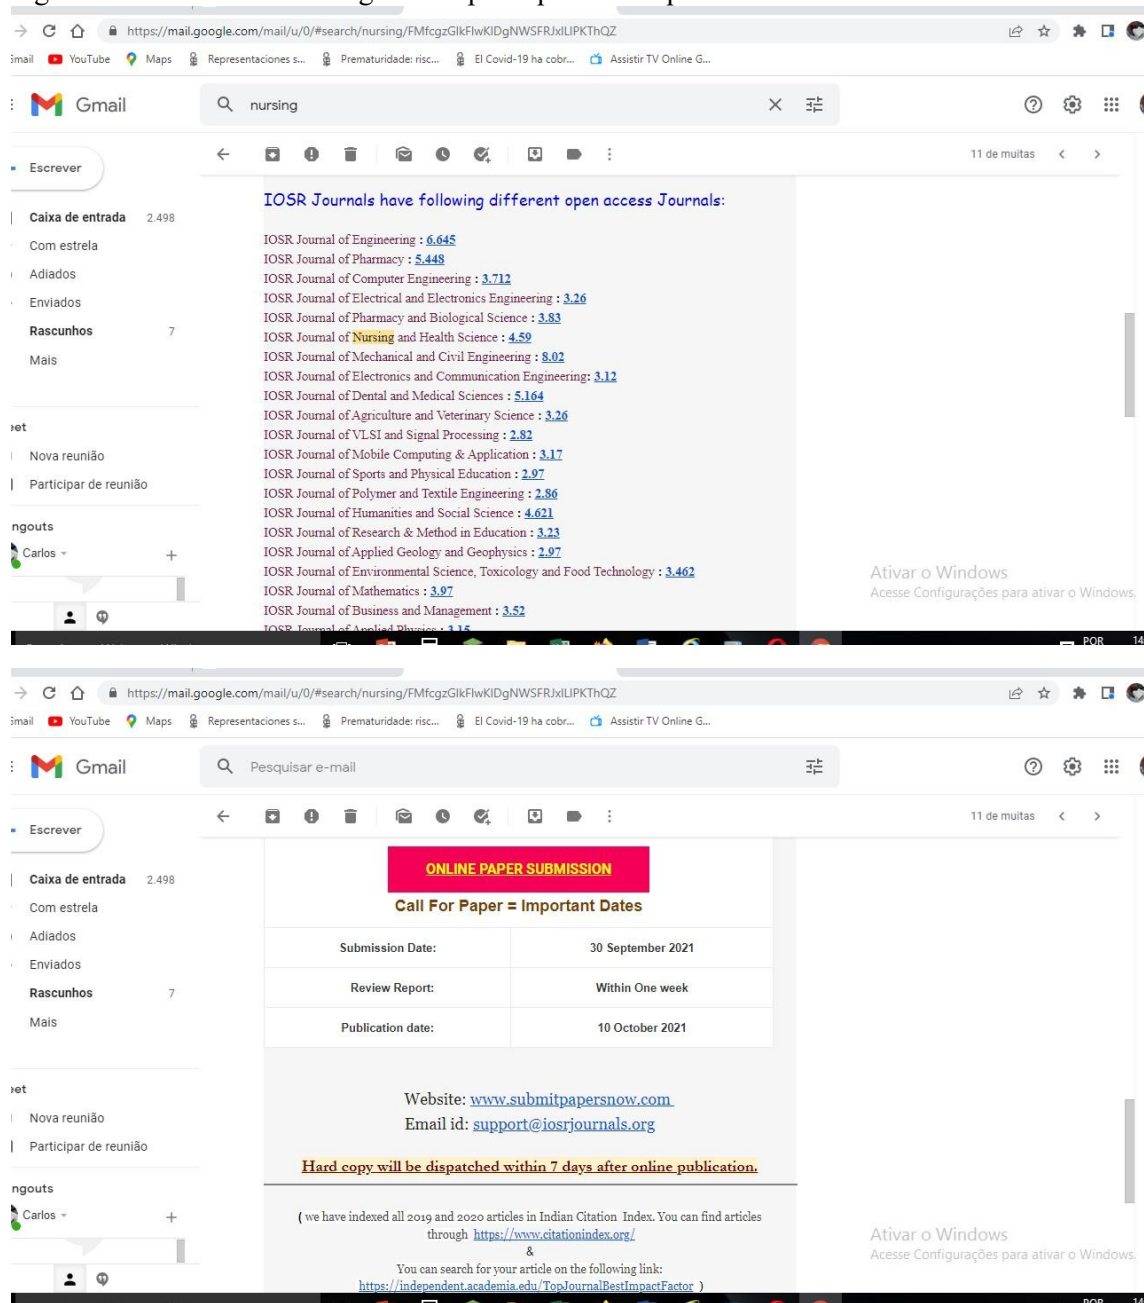 https://mail.google.com/mail/u/0/#search/nursing/FMfcgzGlkFlwKlDgNWSFRJxlLlPKThQZ
YouTube Maps Representaciones s... Prematuridade: risc... El Covid-19 ha cobr... Assistir TV Online G...
Gmail
nursing
Escrever
11 de muitas
Caixa de entrada 2.498
Com estrela
Adiados
Enviados
Rascunhos 7
Mais
Nova reunião
Participar de reunião
Carlos
IOSR Journals have following different open access Journals:
IOSR Journal of Engineering : 6.645
IOSR Journal of Pharmacy : 5.448
IOSR Journal of Computer Engineering : 3.712
IOSR Journal of Electrical and Electronics Engineering : 3.26
IOSR Journal of Pharmacy and Biological Science : 3.83
IOSR Journal of Nursing and Health Science : 4.59
IOSR Journal of Mechanical and Civil Engineering : 8.02
IOSR Journal of Electronics and Communication Engineering: 3.12
IOSR Journal of Dental and Medical Sciences : 5.164
IOSR Journal of Agriculture and Veterinary Science : 3.26
IOSR Journal of VLSI and Signal Processing : 2.82
IOSR Journal of Mobile Computing & Application : 3.17
IOSR Journal of Sports and Physical Education : 2.97
IOSR Journal of Polymer and Textile Engineering : 2.86
IOSR Journal of Humanities and Social Science : 4.621
IOSR Journal of Research & Method in Education : 3.23
IOSR Journal of Applied Geology and Geophysics : 2.97
IOSR Journal of Environmental Science, Toxicology and Food Technology : 3.462
IOSR Journal of Mathematics : 3.97
IOSR Journal of Business and Management : 3.52
IOSR Journal of Applied Physics : 3.15
Ativar o Windows
Acesse Configurações para ativar o Windows.
POR 14
https://mail.google.com/mail/u/0/#search/nursing/FMfcgzGlkFlwKlDgNWSFRJxlLlPKThQZ
YouTube Maps Representaciones s... Prematuridade: risc... El Covid-19 ha cobr... Assistir TV Online G...
Gmail
Pesquisar e-mail
Escrever
11 de muitas
Caixa de entrada 2.498
Com estrela
Adiados
Enviados
Rascunhos 7
Mais
Nova reunião
Participar de reunião
Carlos
ONLINE PAPER SUBMISSION
Call For Paper = Important Dates
Submission Date: 30 September 2021
Review Report: Within One week
Publication date: 10 October 2021
Website: www.submitpapersnow.com
Email id: support@iosrjournals.org
Hard copy will be dispatched within 7 days after online publication.
( we have indexed all 2019 and 2020 articles in Indian Citation Index. You can find articles
through https://www.citationindex.org/
&
You can search for your article on the following link:
https://independent.academia.edu/TopJournalBestImpactFactor )
Ativar o Windows
Acesse Configurações para ativar o Windows.
POR 14